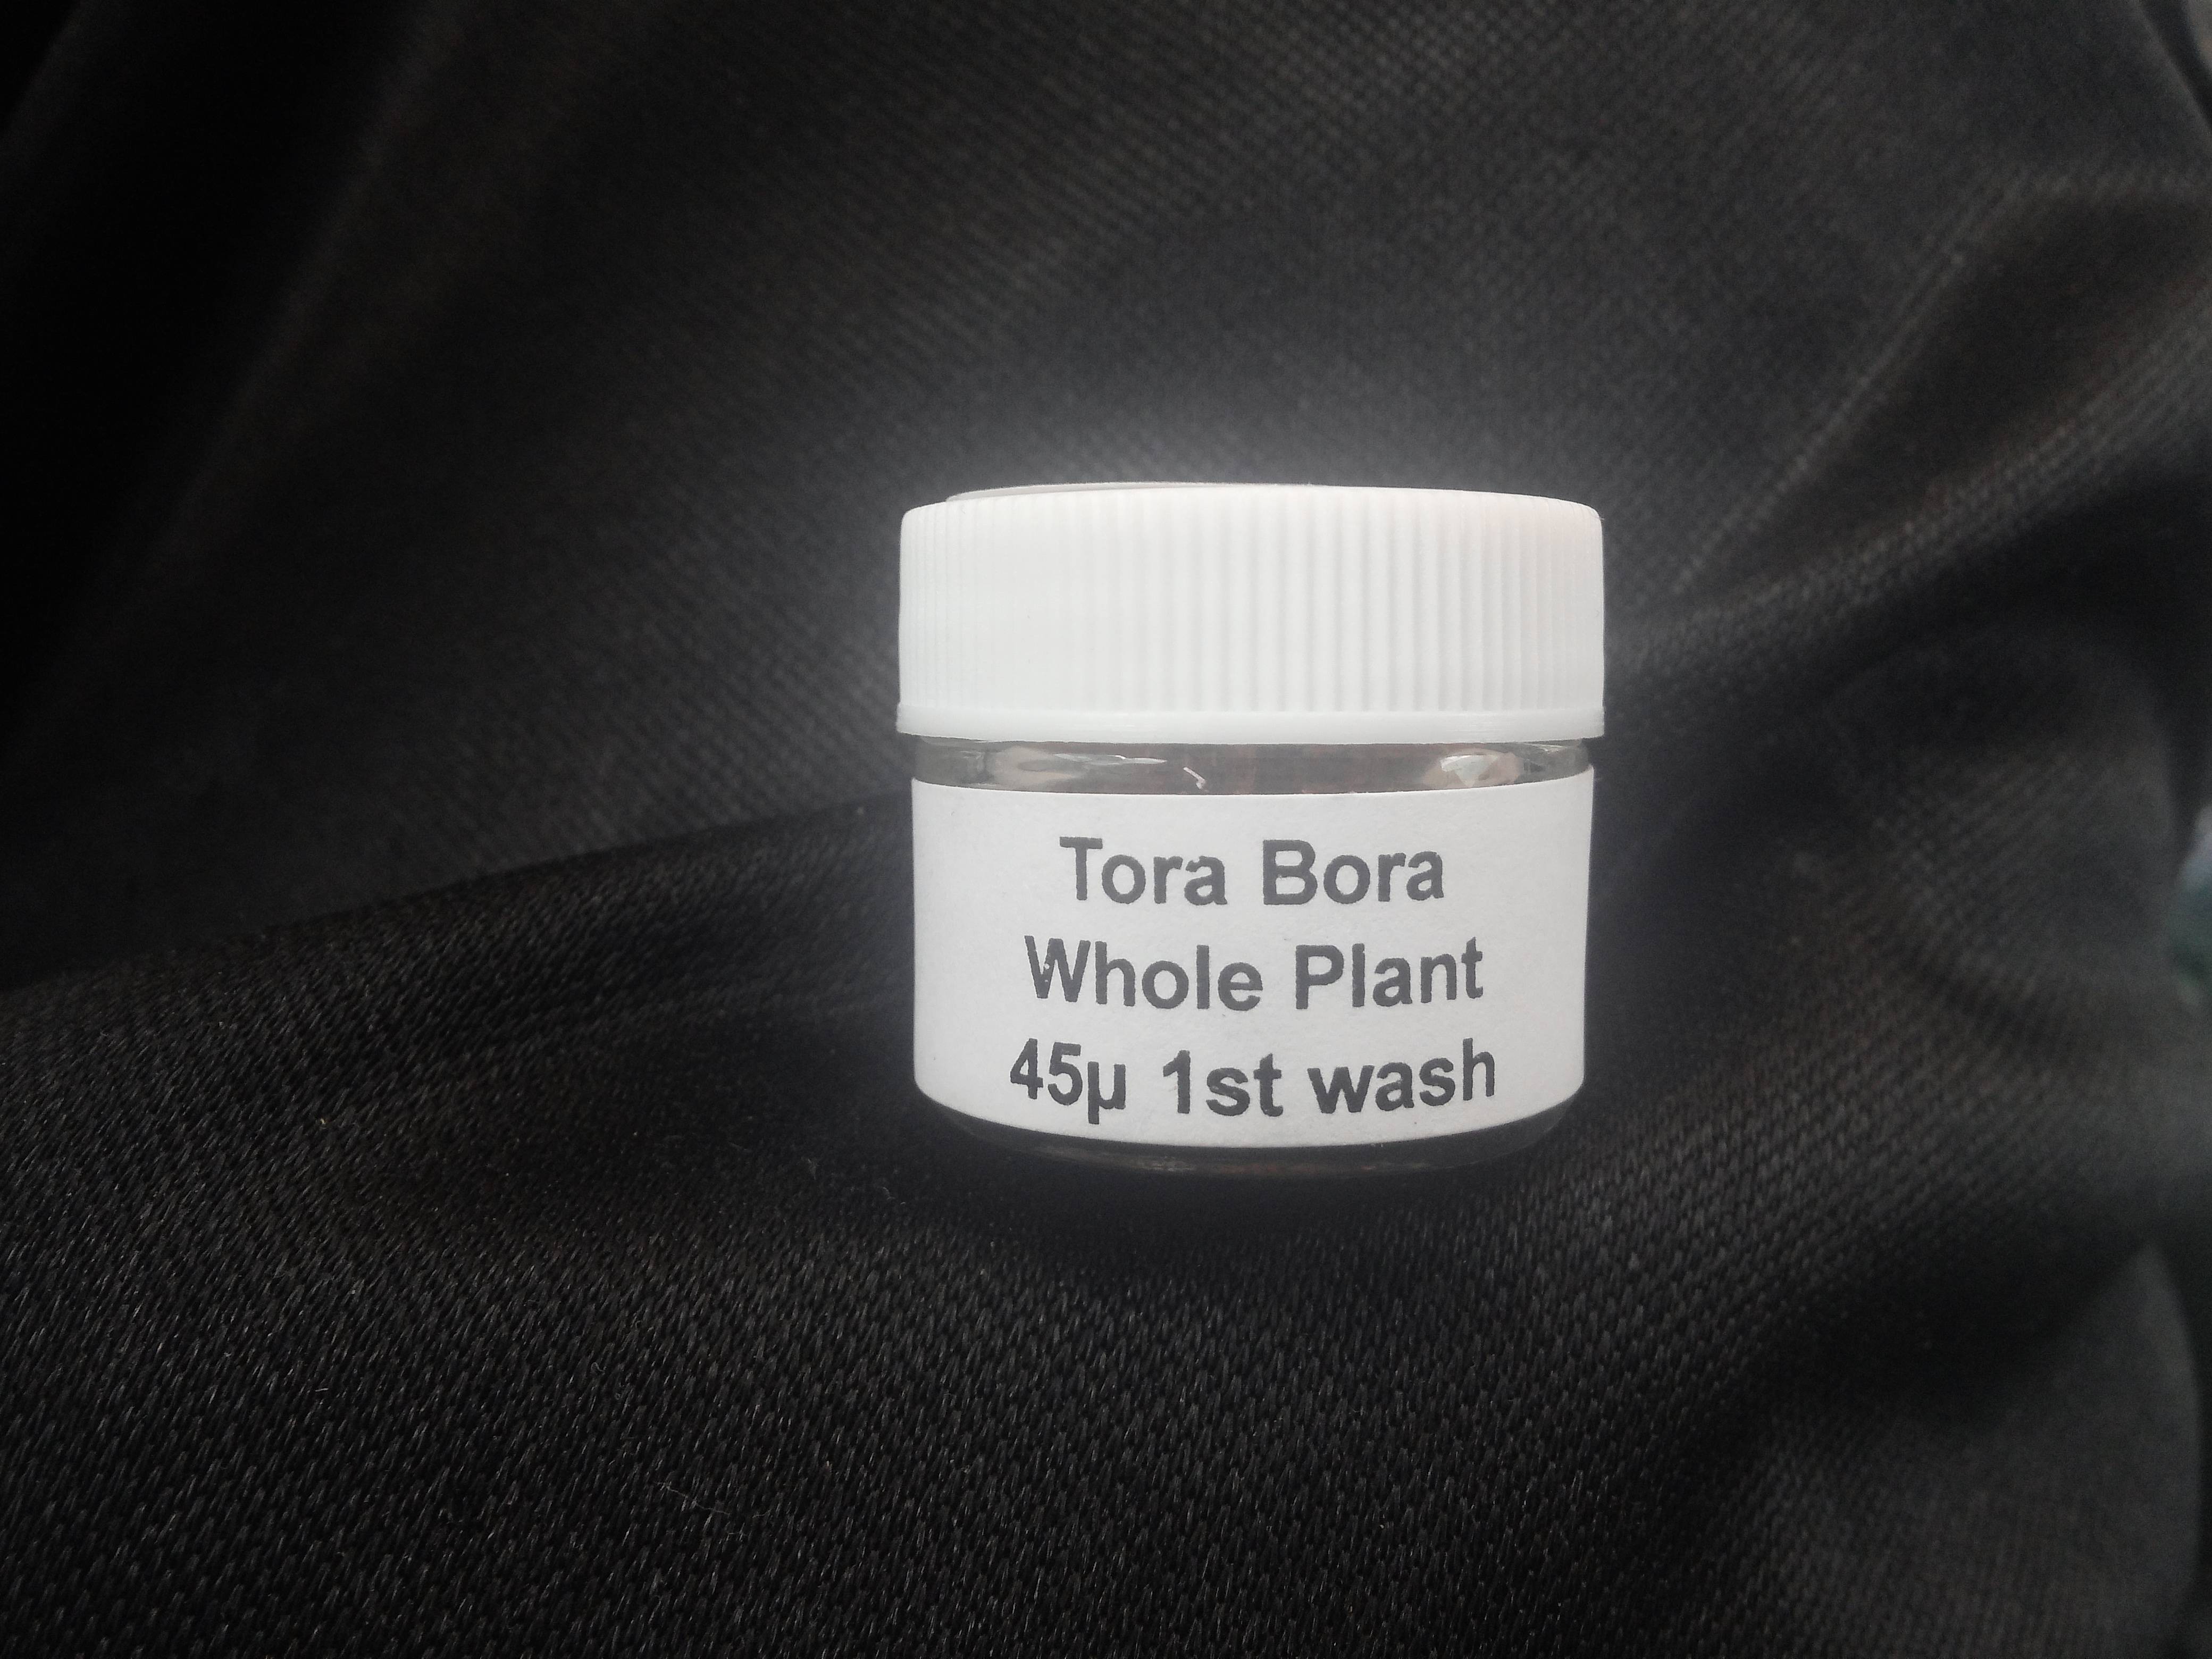 Tora Bora
Whole Plant
45µ 1st wash